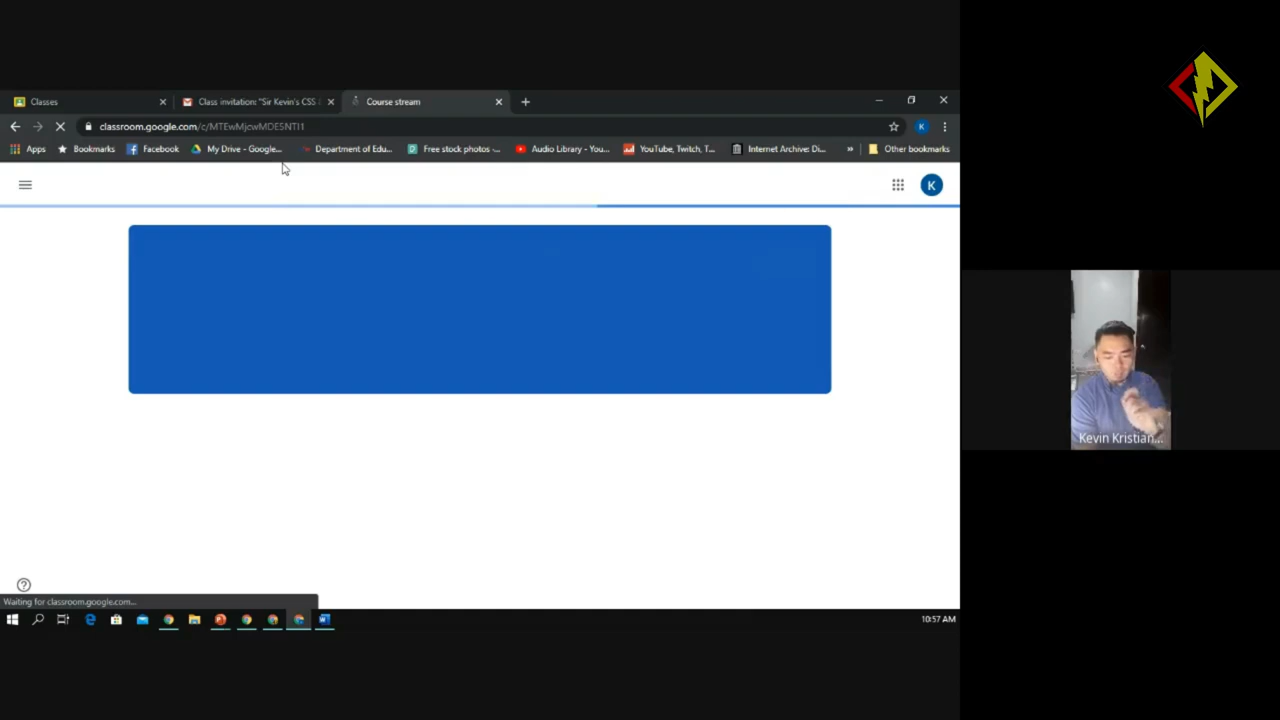 Classes
Class invitation: "Sir Kevin's CSS
Course stream
classroom.google.com/c/MTEwMjcwMDE5NTI1
K
Apps
Bookmarks
Facebook
My Drive - Google...
Department of Edu...
Free stock photos -...
Audio Library - You...
YouTube, Twitch, T...
Internet Archive: Di...
»
Other bookmarks
K
Kevin Kristian...
Waiting for classroom.google.com...
10:57 AM